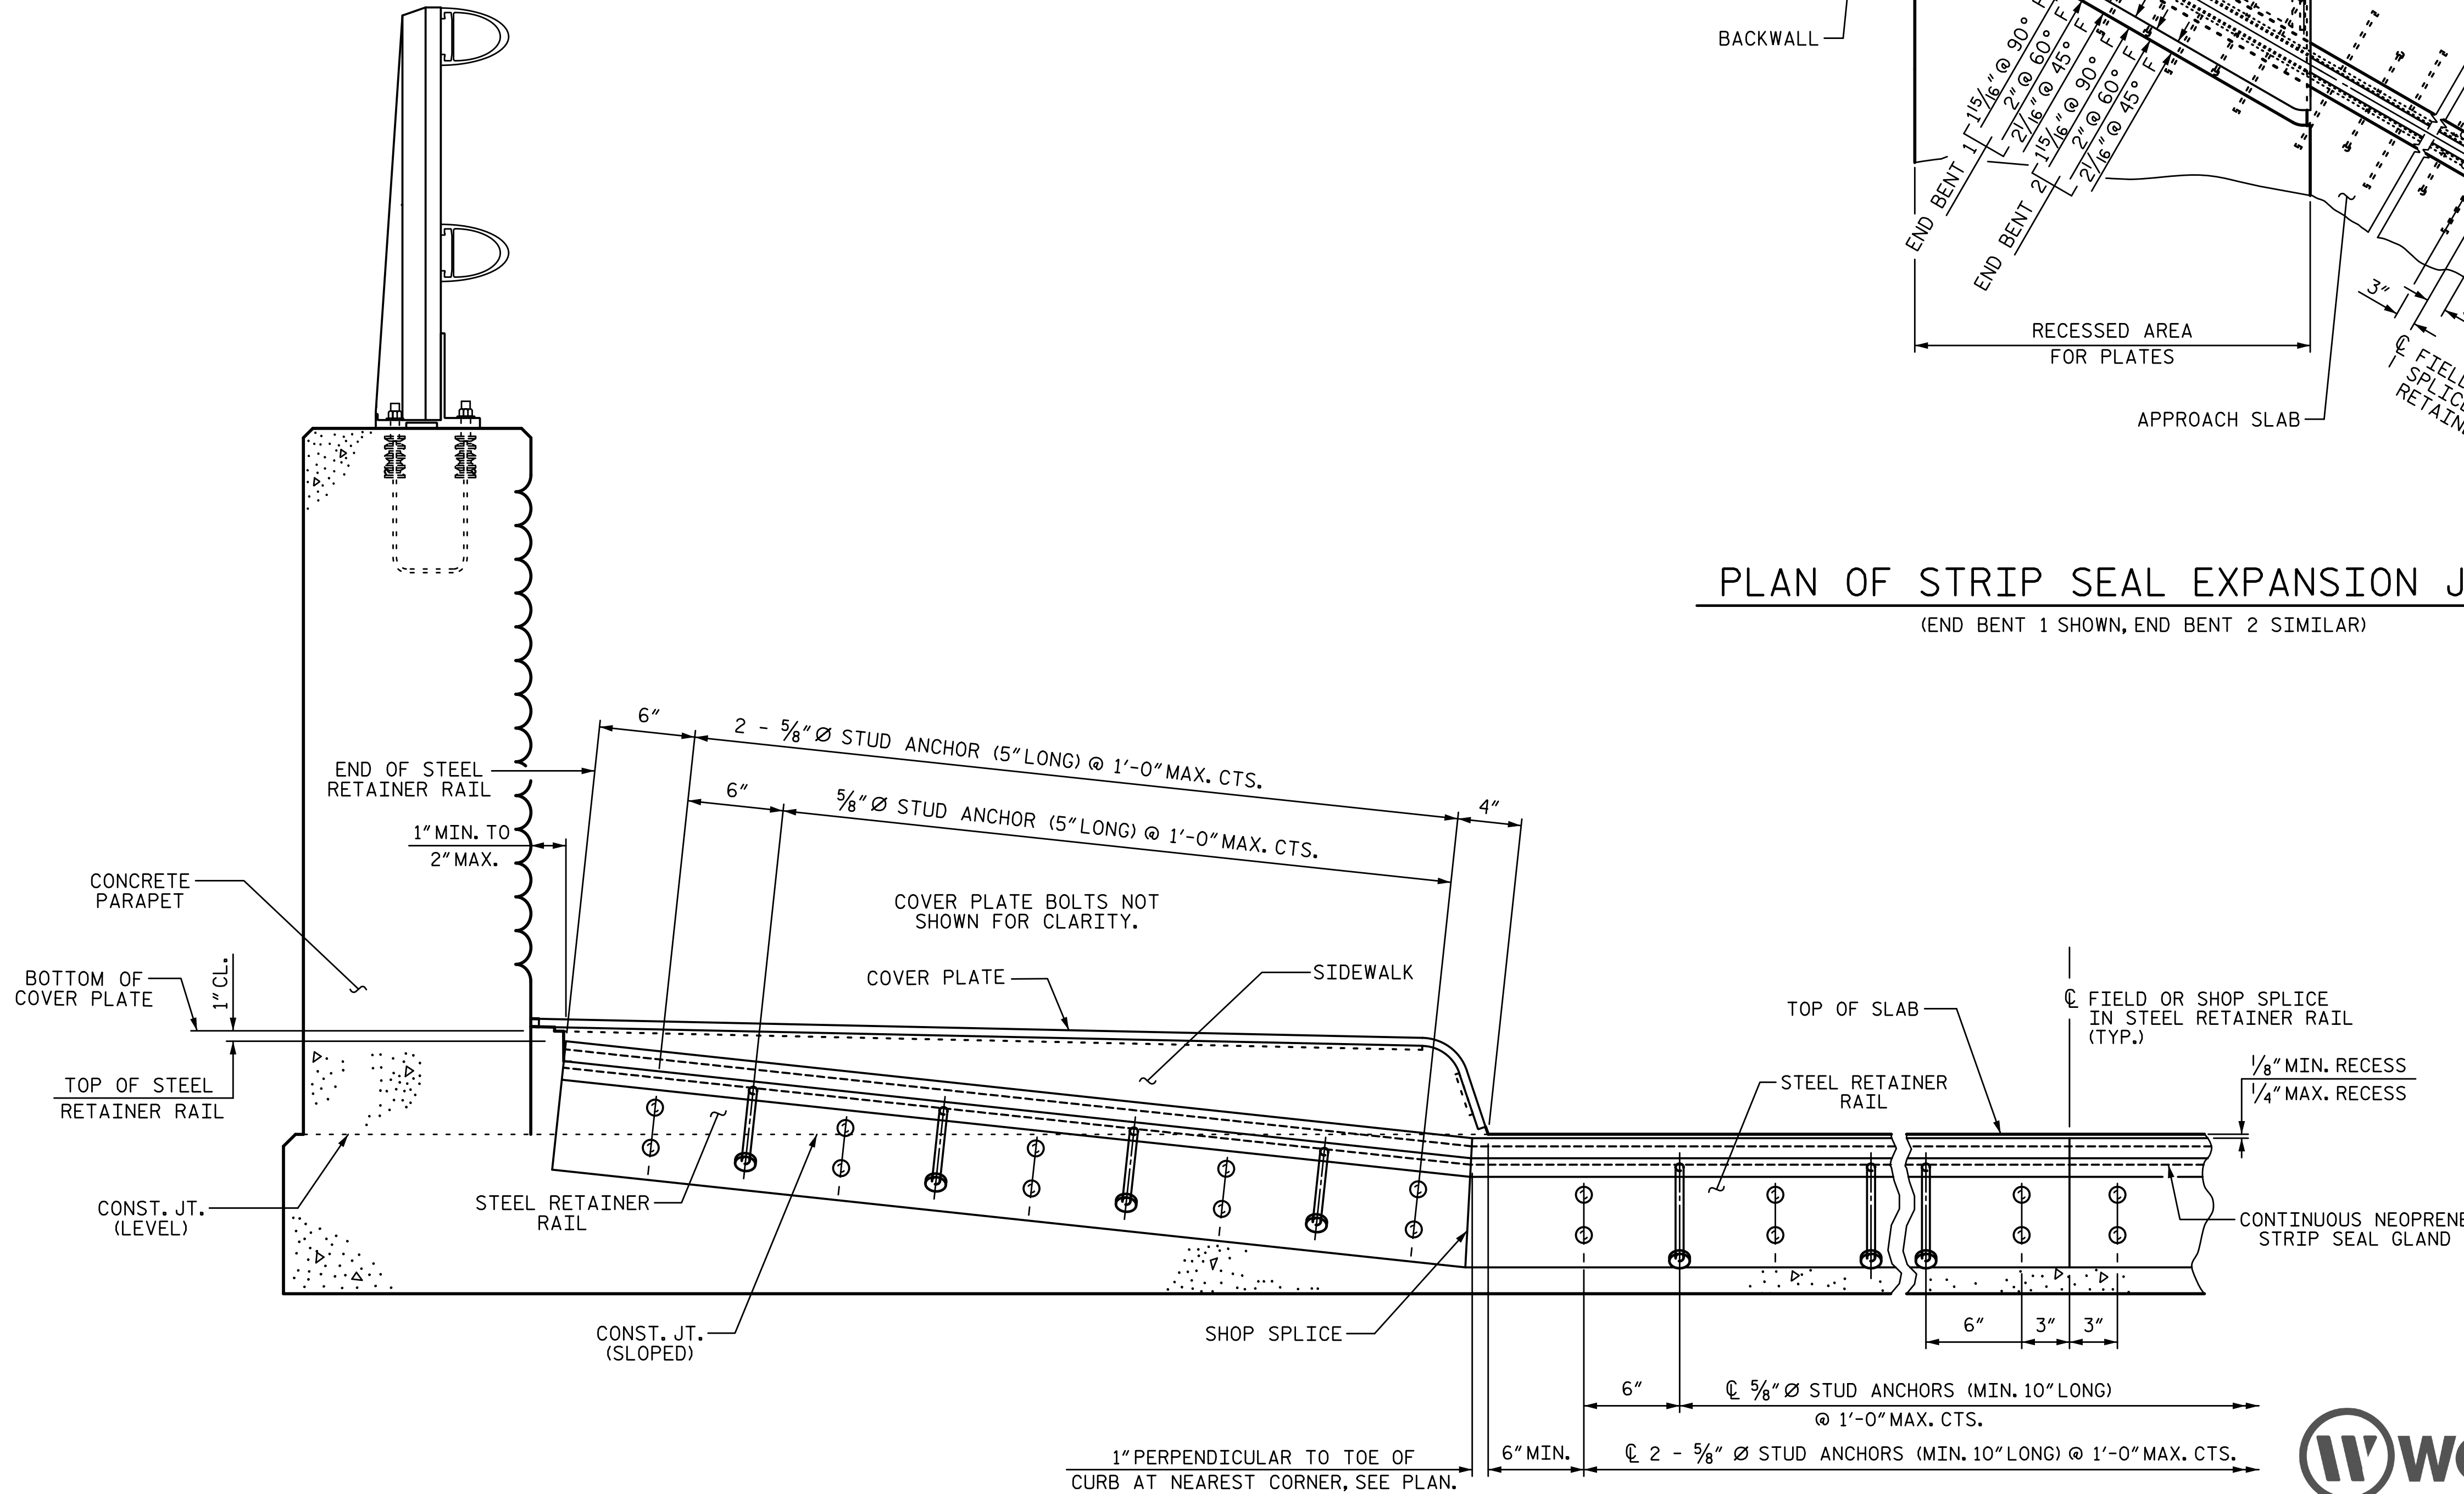 BACKWALL
1 15/16" @ 90°
2" @ 60°
2 1/16" @ 45°
END BENT 1
1 15/16" @ 90°
2" @ 60°
2 1/16" @ 45°
END BENT 2
RECESSED AREA
FOR PLATES
APPROACH SLAB
3"
℄ FIELD
SPLICE
RETAIN.
PLAN OF STRIP SEAL EXPANSION J
(END BENT 1 SHOWN, END BENT 2 SIMILAR)
6"
2 - 5/8" Ø STUD ANCHOR (5" LONG) @ 1'-0" MAX. CTS.
6"
5/8" Ø STUD ANCHOR (5" LONG) @ 1'-0" MAX. CTS.
4"
END OF STEEL
RETAINER RAIL
1" MIN. TO
2" MAX.
CONCRETE
PARAPET
COVER PLATE BOLTS NOT
SHOWN FOR CLARITY.
BOTTOM OF
COVER PLATE
1" CL.
COVER PLATE
SIDEWALK
TOP OF SLAB
℄ FIELD OR SHOP SPLICE
IN STEEL RETAINER RAIL
(TYP.)
TOP OF STEEL
RETAINER RAIL
STEEL RETAINER
RAIL
1/8" MIN. RECESS
1/4" MAX. RECESS
CONST. JT.
(LEVEL)
STEEL RETAINER
RAIL
CONTINUOUS NEOPRENE
STRIP SEAL GLAND
CONST. JT.
(SLOPED)
SHOP SPLICE
6"
3"
3"
6"
℄ 5/8" Ø STUD ANCHORS (MIN. 10" LONG)
@ 1'-0" MAX. CTS.
1" PERPENDICULAR TO TOE OF
CURB AT NEAREST CORNER, SEE PLAN.
6" MIN.
℄ 2 - 5/8" Ø STUD ANCHORS (MIN. 10" LONG) @ 1'-0" MAX. CTS.